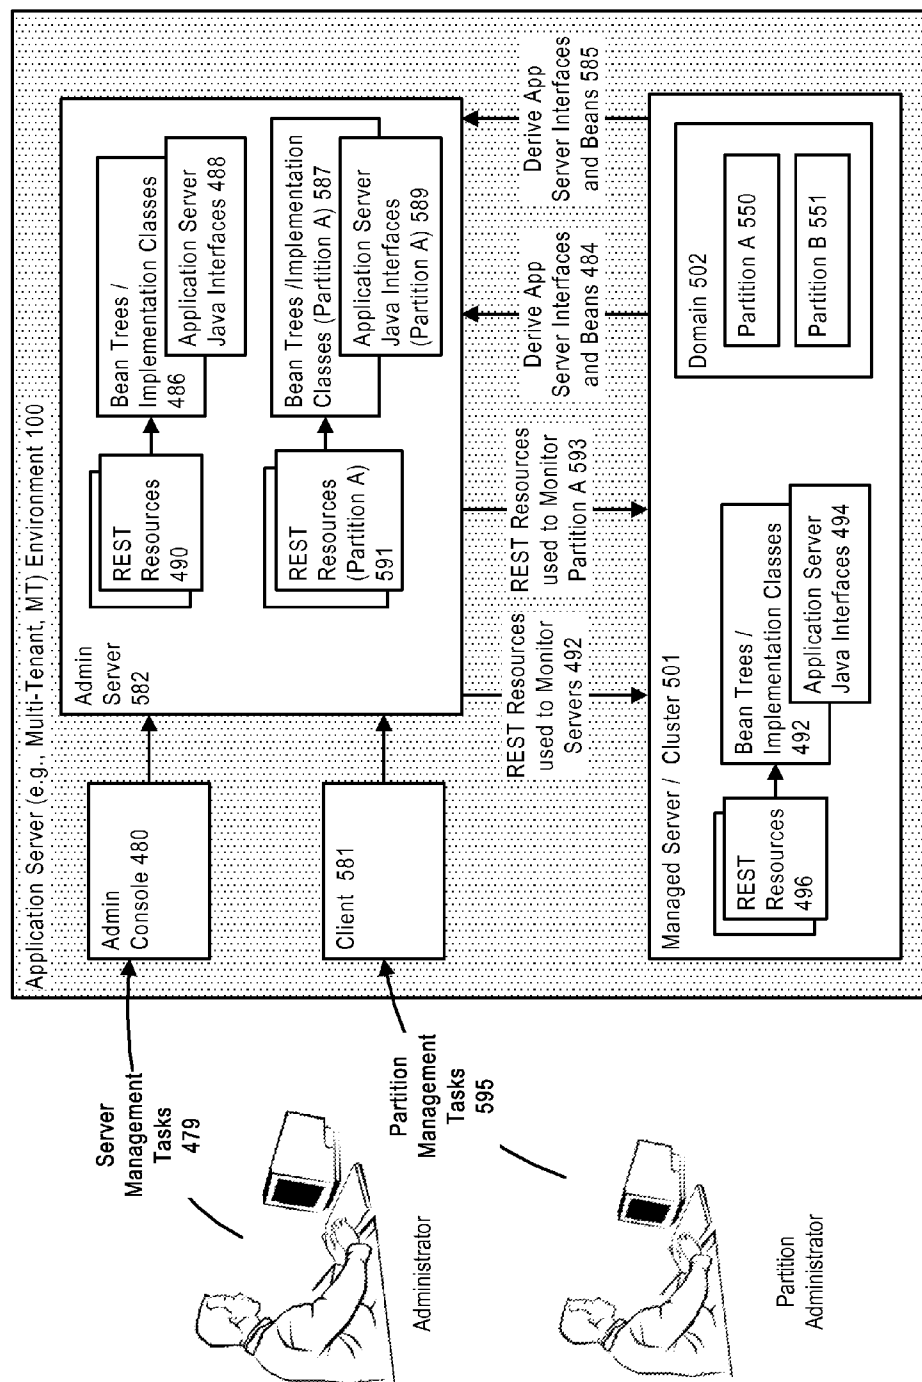 Application Server (e.g., Multi-Tenant, MT) Environment 100
Server
Management
Tasks
479
Administrator
Partition
Management
Tasks
595
Partition
Administrator
Admin
Console 480
Client 581
Admin
Server
582
REST
Resources
490
Bean Trees /
Implementation Classes
486
Application Server
Java Interfaces 488
REST
Resources
(Partition A)
591
Bean Trees /Implementation
Classes (Partition A) 587
Application Server
Java Interfaces
(Partition A) 589
REST Resources
used to Monitor
Servers 492
REST Resources
used to Monitor
Partition A 593
Derive App
Server Interfaces
and Beans 484
Derive App
Server Interfaces
and Beans 585
Managed Server / Cluster 501
REST
Resources
496
Bean Trees /
Implementation Classes
492
Application Server
Java Interfaces 494
Domain 502
Partition A 550
Partition B 551